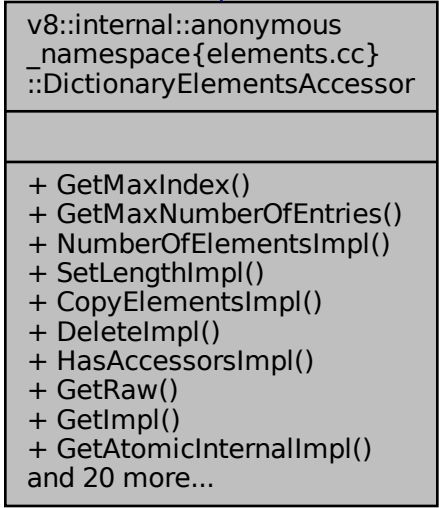 v8::internal::anonymous
_namespace{elements.cc}
::DictionaryElementsAccessor
+ GetMaxIndex()
+ GetMaxNumberOfEntries()
+ NumberOfElementsImpl()
+ SetLengthImpl()
+ CopyElementsImpl()
+ DeleteImpl()
+ HasAccessorsImpl()
+ GetRaw()
+ GetImpl()
+ GetAtomicInternalImpl()
and 20 more...